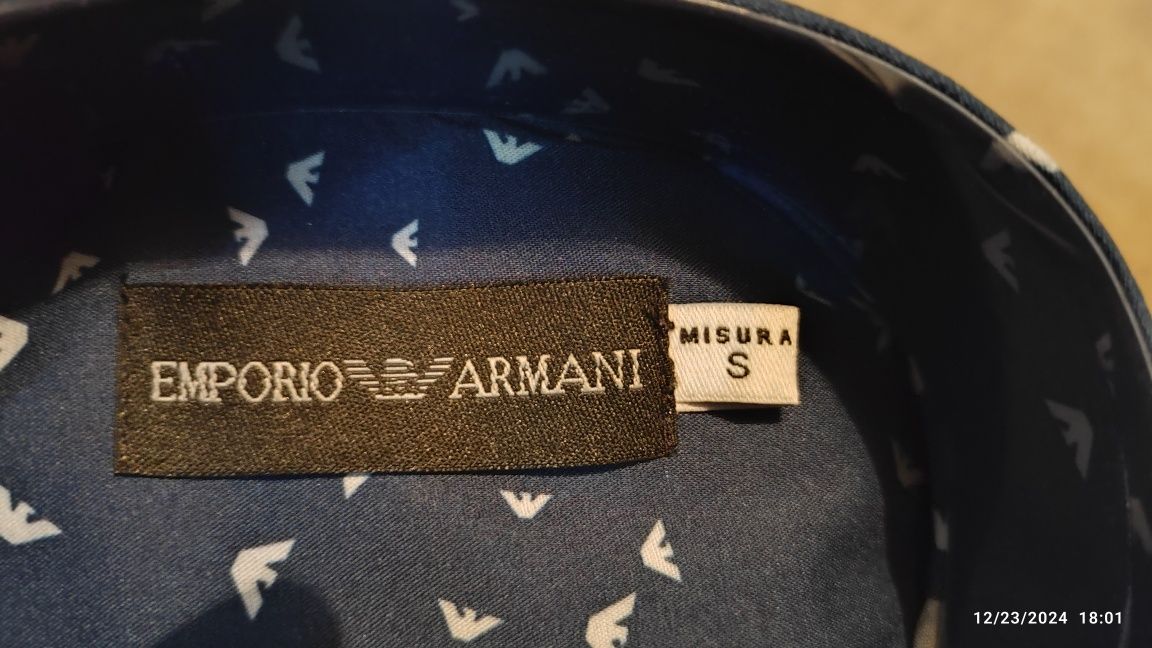 EMPORIO ARMANI
MISURA
S
12/23/2024 18:01